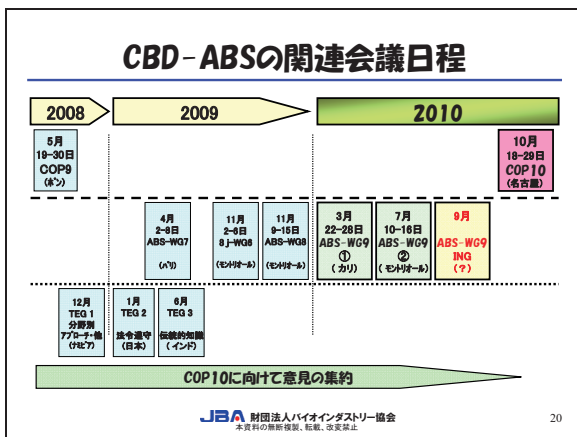 CBD-ABSの関連会議日程
2008
2009
2010
5月
19-30日
COP9
(ボン)
10月
18-29日
COP10
(名古屋)
4月
2-8日
ABS-WG7
(パリ)
11月
2-6日
8j-WG6
(モントリオール)
11月
9-15日
ABS-WG8
(モントリオール)
3月
22-28日
ABS-WG9
①
(カリ)
7月
10-16日
ABS-WG9
②
(モントリオール)
9月
ABS-WG9
ING
(?)
12月
TEG 1
分野別
アプローチ・他
(ナミビア)
1月
TEG 2
法令遵守
(日本)
6月
TEG 3
伝統的知識
(インド)
COP10に向けて意見の集約
JBA 財団法人バイオインダストリー協会
本資料の無断複製、転載、改変禁止
20